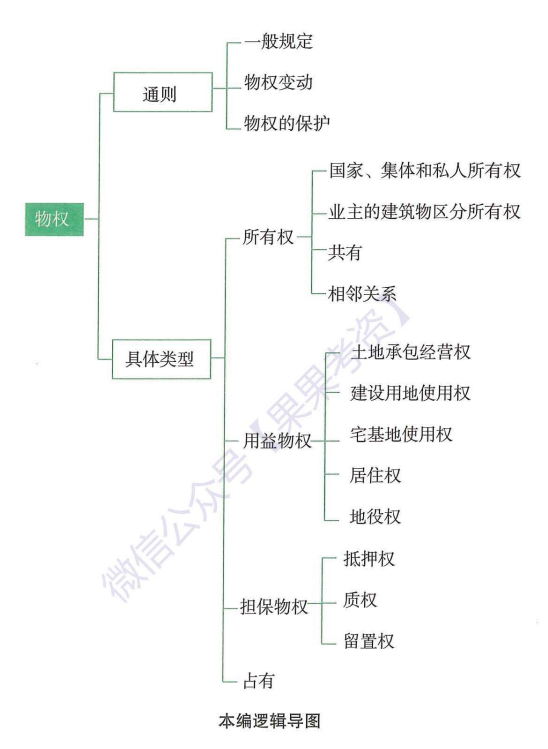 一般规定
通则
物权变动
物权的保护
物权
国家、集体和私人所有权
业主的建筑物区分所有权
所有权
共有
相邻关系
具体类型
土地承包经营权
建设用地使用权
用益物权
宅基地使用权
居住权
地役权
抵押权
担保物权
质权
留置权
占有
微信公众号【果果考资】
本编逻辑导图